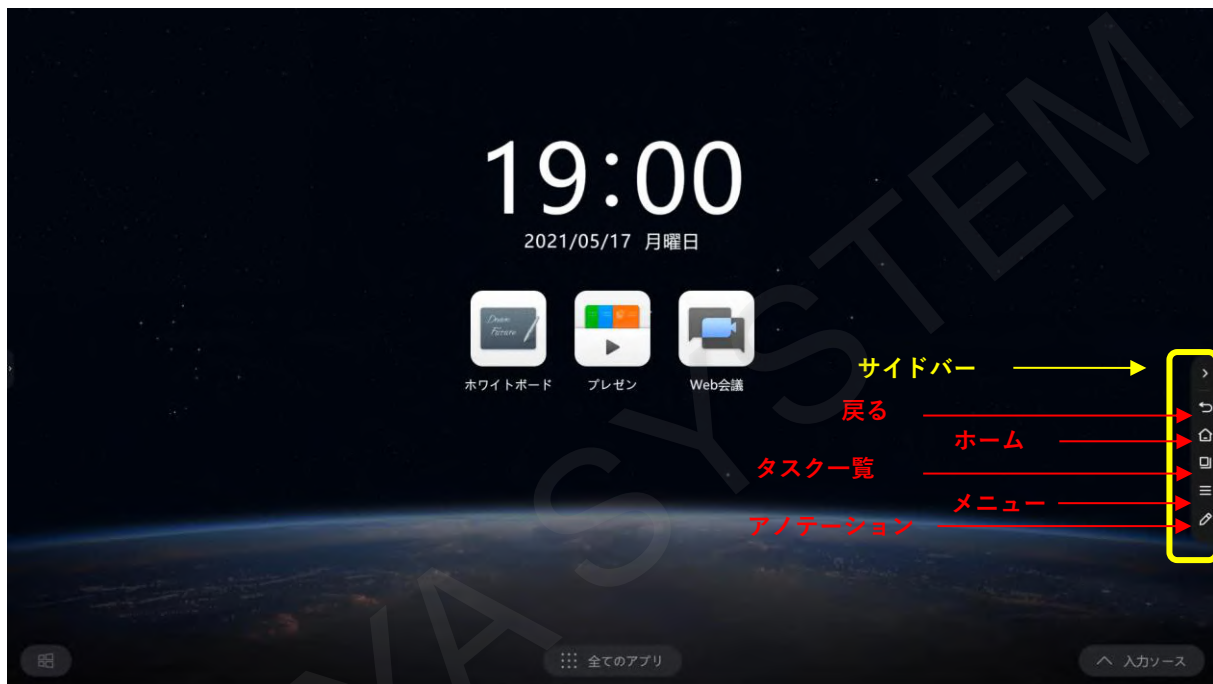 19:00
2021/05/17 月曜日
Dream
Future
ホワイトボード
プレゼン
Web会議
サイドバー
戻る
ホーム
タスク一覧
メニュー
アノテーション
全てのアプリ
入力ソース
YA SYSTEM